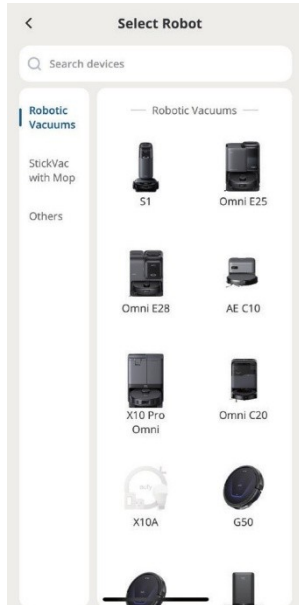 Select Robot
Search devices
Robotic
Vacuums
StickVac
with Mop
Others
Robotic Vacuums
S1
Omni E25
Omni E28
AE C10
X10 Pro
Omni
Omni C20
eufy
X10A
G50